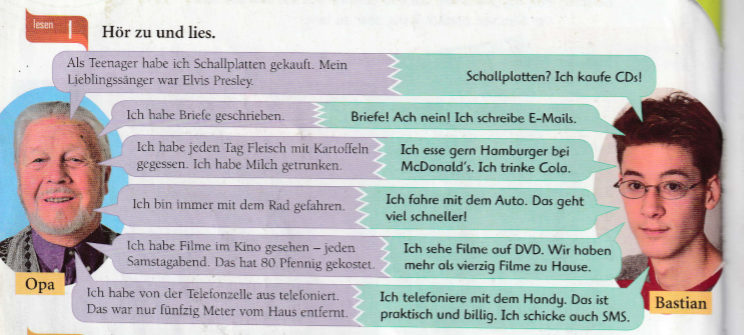 lesen 1 Hör zu und lies.
Als Teenager habe ich Schallplatten gekauft. Mein
Lieblingssänger war Elvis Presley.
Schallplatten? Ich kaufe CDs!
Ich habe Briefe geschrieben.
Briefe! Ach nein! Ich schreibe E-Mails.
Ich habe jeden Tag Fleisch mit Kartoffeln
gegessen. Ich habe Milch getrunken.
Ich esse gern Hamburger bei
McDonald's. Ich trinke Cola.
Ich bin immer mit dem Rad gefahren.
Ich fahre mit dem Auto. Das geht
viel schneller!
Ich habe Filme im Kino gesehen – jeden
Samstagabend. Das hat 80 Pfennig gekostet.
Ich sehe Filme auf DVD. Wir haben
mehr als vierzig Filme zu Hause.
Ich habe von der Telefonzelle aus telefoniert.
Das war nur fünfzig Meter vom Haus entfernt.
Ich telefoniere mit dem Handy. Das ist
praktisch und billig. Ich schicke auch SMS.
Opa
Bastian